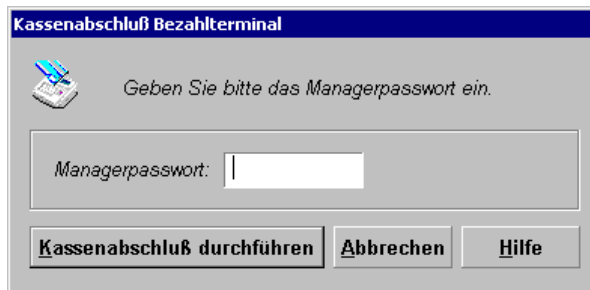 Kassenabschluß Bezahlterminal
Geben Sie bitte das Managerpasswort ein.
Managerpasswort:
Kassenabschluß durchführen Abbrechen Hilfe